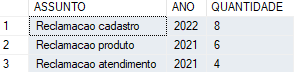 ASSUNTO ANO QUANTIDADE
1 Reclamacao cadastro 2022 8
2 Reclamacao produto 2021 6
3 Reclamacao atendimento 2021 4